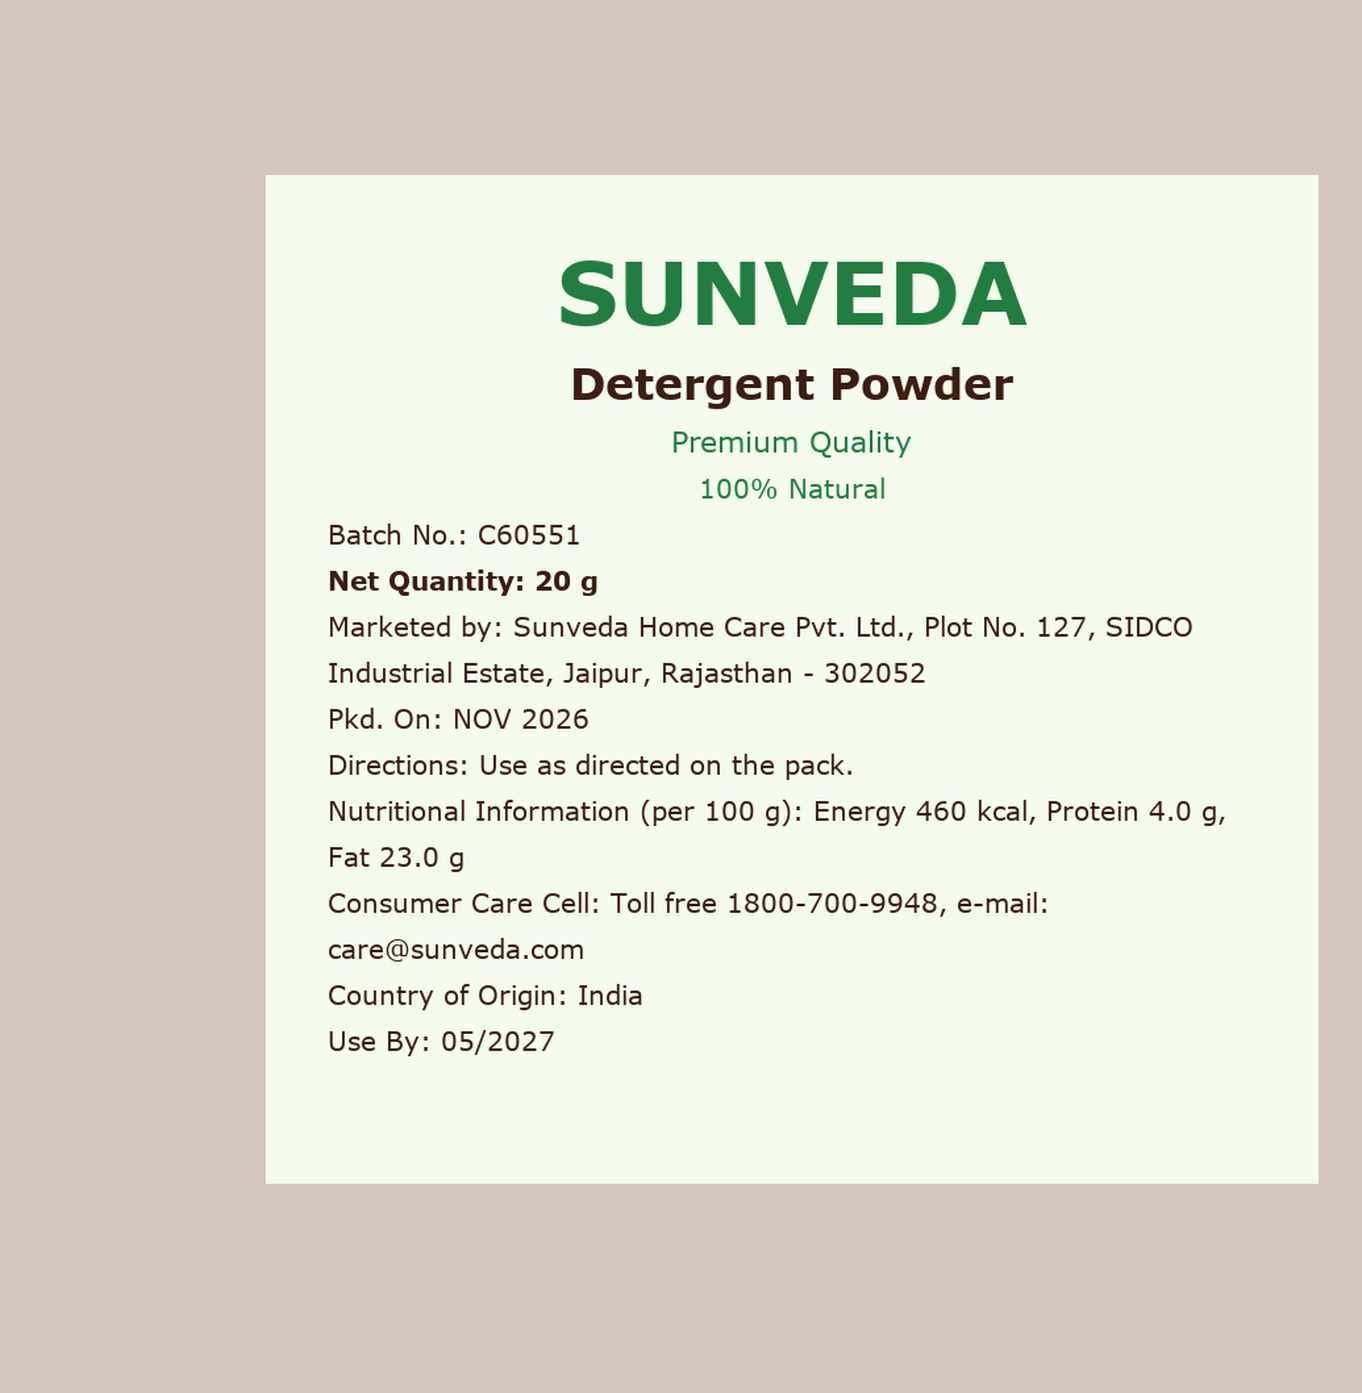 SUNVEDA
Detergent Powder
Premium Quality
100% Natural
Batch No.: C60551
Net Quantity: 20 g
Marketed by: Sunveda Home Care Pvt. Ltd., Plot No. 127, SIDCO
Industrial Estate, Jaipur, Rajasthan - 302052
Pkd. On: NOV 2026
Directions: Use as directed on the pack.
Nutritional Information (per 100 g): Energy 460 kcal, Protein 4.0 g,
Fat 23.0 g
Consumer Care Cell: Toll free 1800-700-9948, e-mail:
care@sunveda.com
Country of Origin: India
Use By: 05/2027